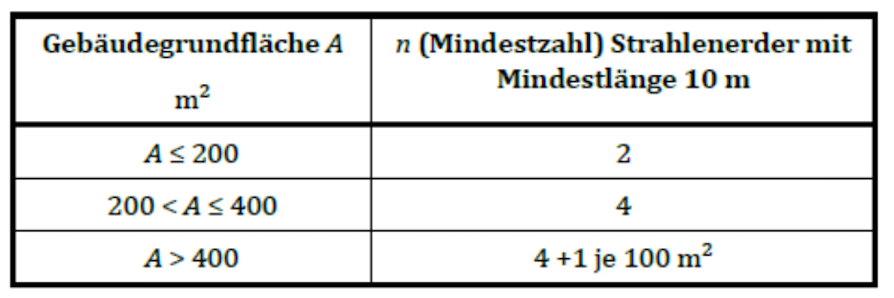 Gebäudegrundfläche A
m²
n (Mindestzahl) Strahlenerder mit
Mindestlänge 10 m
A ≤ 200
2
200 < A ≤ 400
4
A > 400
4 +1 je 100 m²